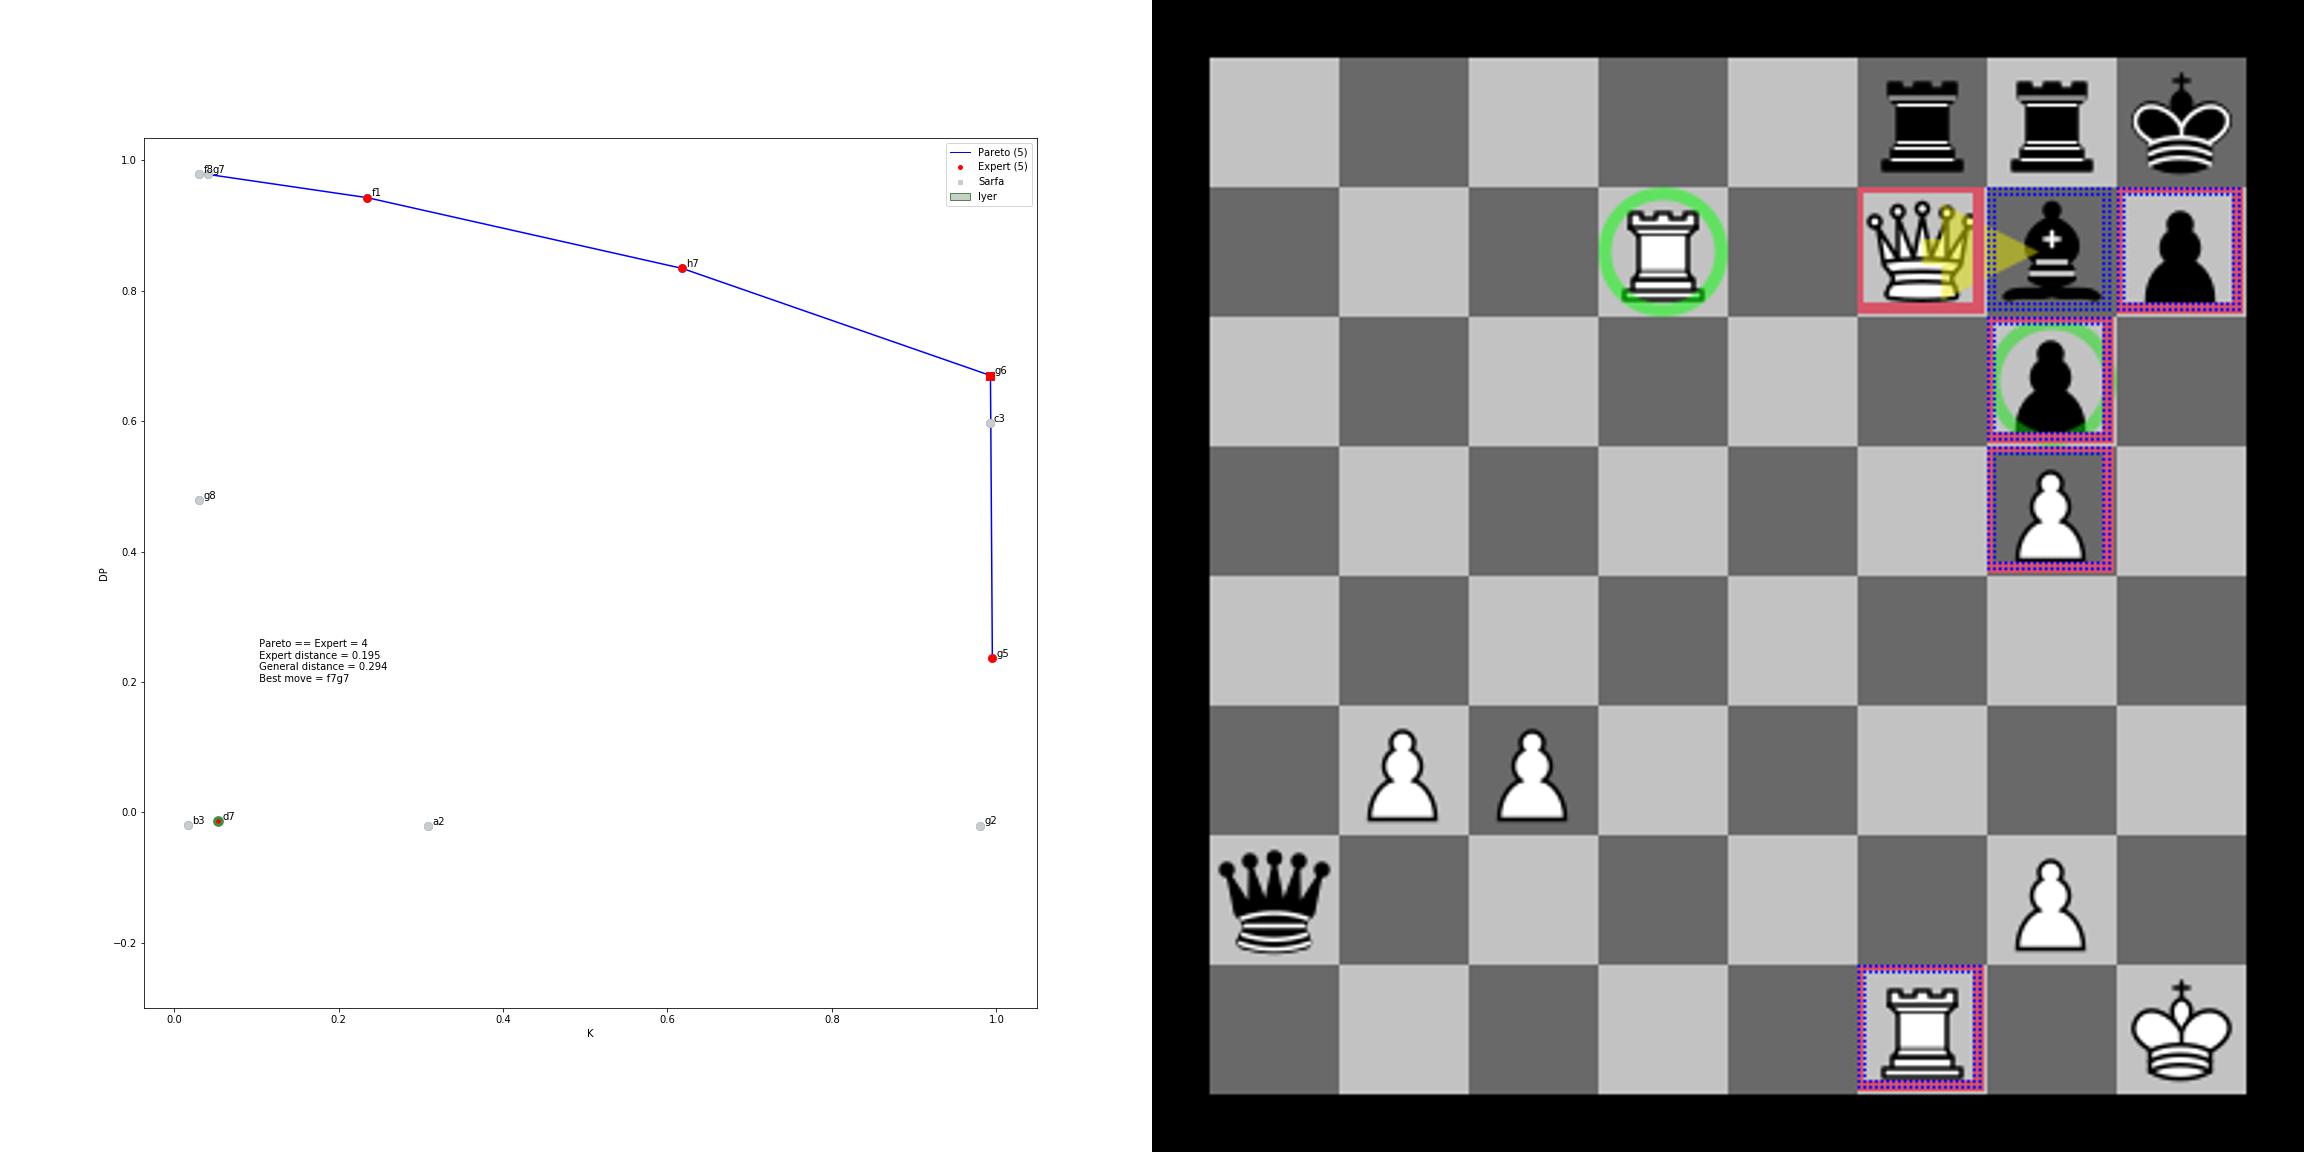 Pareto (5)
Expert (5)
Sarfa
Iyer
1.0
0.8
0.6
0.4
0.2
0.0
−0.2
DP
f8g7
f1
h7
g6
c3
g8
g5
Pareto == Expert = 4
Expert distance = 0.195
General distance = 0.294
Best move = f7g7
b3
d7
a2
g2
0.0 0.2 0.4 0.6 0.8 1.0
K